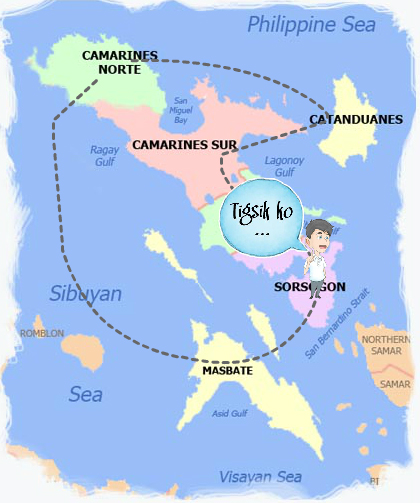 Philippine Sea
CAMARINES
NORTE
San
Miguel
Bay
CATANDUANES
CAMARINES SUR
Ragay
Gulf
Lagonoy
Gulf
Tigsik ko
...
SORSOGON
Sibuyan
San Bernardino Strait
ROMBLON
NORTHERN
SAMAR
MASBATE
SAMAR
Sea
Asid Gulf
Visayan Sea